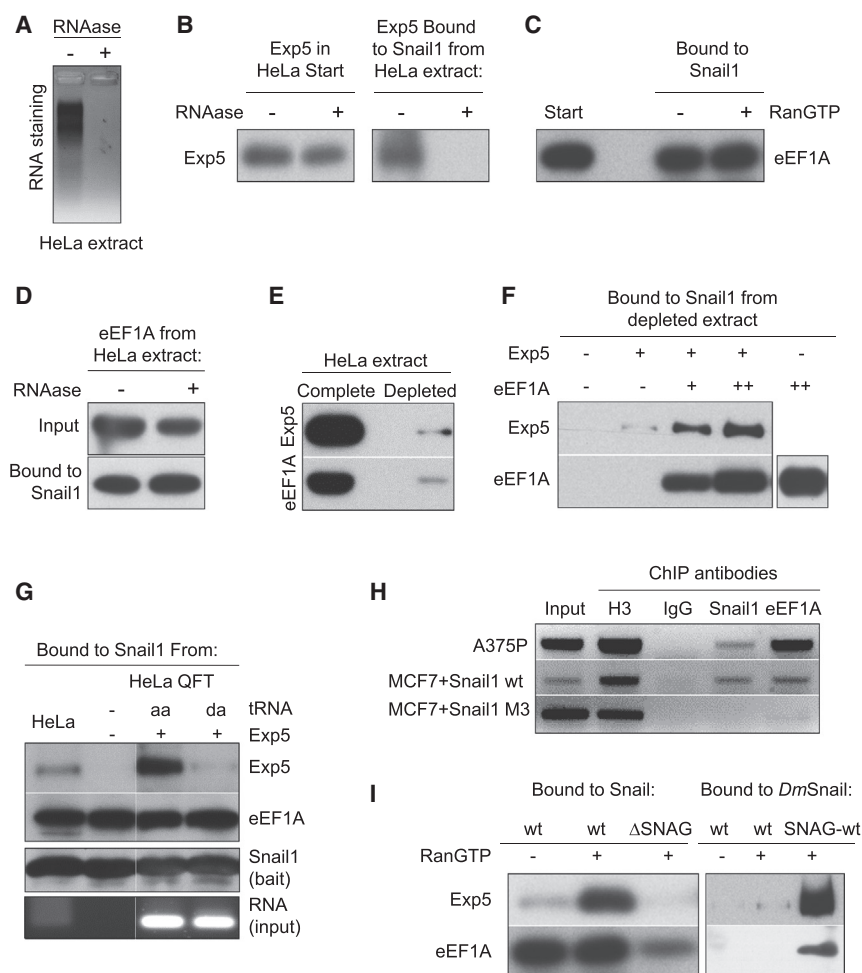 A
RNAase
- +
RNA staining
HeLa extract
B
Exp5 in
HeLa Start
Exp5 Bound
to Snail1 from
HeLa extract:
RNAase - + - +
Exp5
C
Bound to
Snail1
Start - + RanGTP
eEF1A
D
eEF1A from
HeLa extract:
RNAase - +
Input
Bound to
Snail1
E
HeLa extract
Complete Depleted
Exp5
eEF1A
F
Bound to Snail1 from
depleted extract
Exp5 - + + + -
eEF1A - - + ++ ++
Exp5
eEF1A
G
Bound to Snail1 From:
HeLa QFT
HeLa - aa da tRNA
- + + Exp5
Exp5
eEF1A
Snail1
(bait)
RNA
(input)
H
ChIP antibodies
Input H3 IgG Snail1 eEF1A
A375P
MCF7+Snail1 wt
MCF7+Snail1 M3
I
Bound to Snail: Bound to DmSnail:
wt wt ΔSNAG wt wt SNAG-wt
RanGTP - + + - + +
Exp5
eEF1A